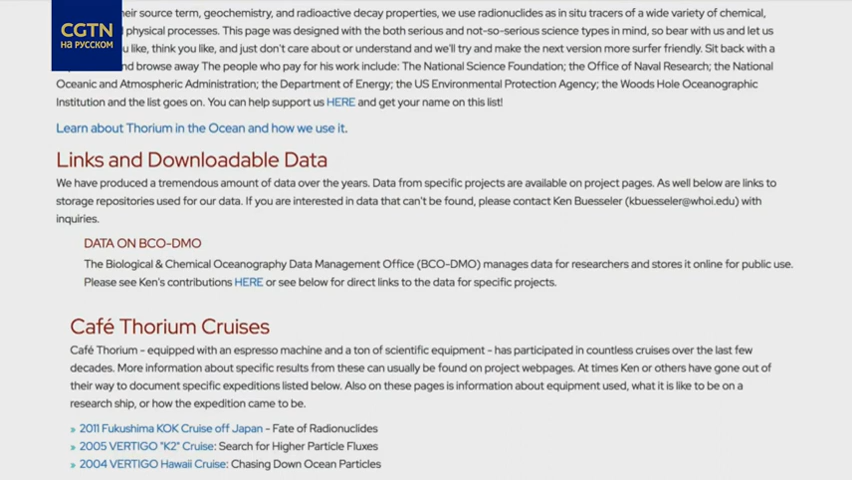 CGTN
на русском
heir source term, geochemistry, and radioactive decay properties, we use radionuclides as in situ tracers of a wide variety of chemical,
physical processes. This page was designed with the both serious and not-so-serious science types in mind, so bear with us and let us
u like, think you like, and just don't care about or understand and we'll try and make the next version more surfer friendly. Sit back with a
nd browse away The people who pay for his work include: The National Science Foundation; the Office of Naval Research; the National
Oceanic and Atmospheric Administration; the Department of Energy; the US Environmental Protection Agency; the Woods Hole Oceanographic
Institution and the list goes on. You can help support us HERE and get your name on this list!
Learn about Thorium in the Ocean and how we use it.
Links and Downloadable Data
We have produced a tremendous amount of data over the years. Data from specific projects are available on project pages. As well below are links to
storage repositories used for our data. If you are interested in data that can't be found, please contact Ken Buesseler (kbuesseler@whoi.edu) with
inquiries.
DATA ON BCO-DMO
The Biological & Chemical Oceanography Data Management Office (BCO-DMO) manages data for researchers and stores it online for public use.
Please see Ken's contributions HERE or see below for direct links to the data for specific projects.
Café Thorium Cruises
Café Thorium - equipped with an espresso machine and a ton of scientific equipment - has participated in countless cruises over the last few
decades. More information about specific results from these can usually be found on project webpages. At times Ken or others have gone out of
their way to document specific expeditions listed below. Also on these pages is information about equipment used, what it is like to be on a
research ship, or how the expedition came to be.
» 2011 Fukushima KOK Cruise off Japan - Fate of Radionuclides
» 2005 VERTIGO "K2" Cruise: Search for Higher Particle Fluxes
» 2004 VERTIGO Hawaii Cruise: Chasing Down Ocean Particles